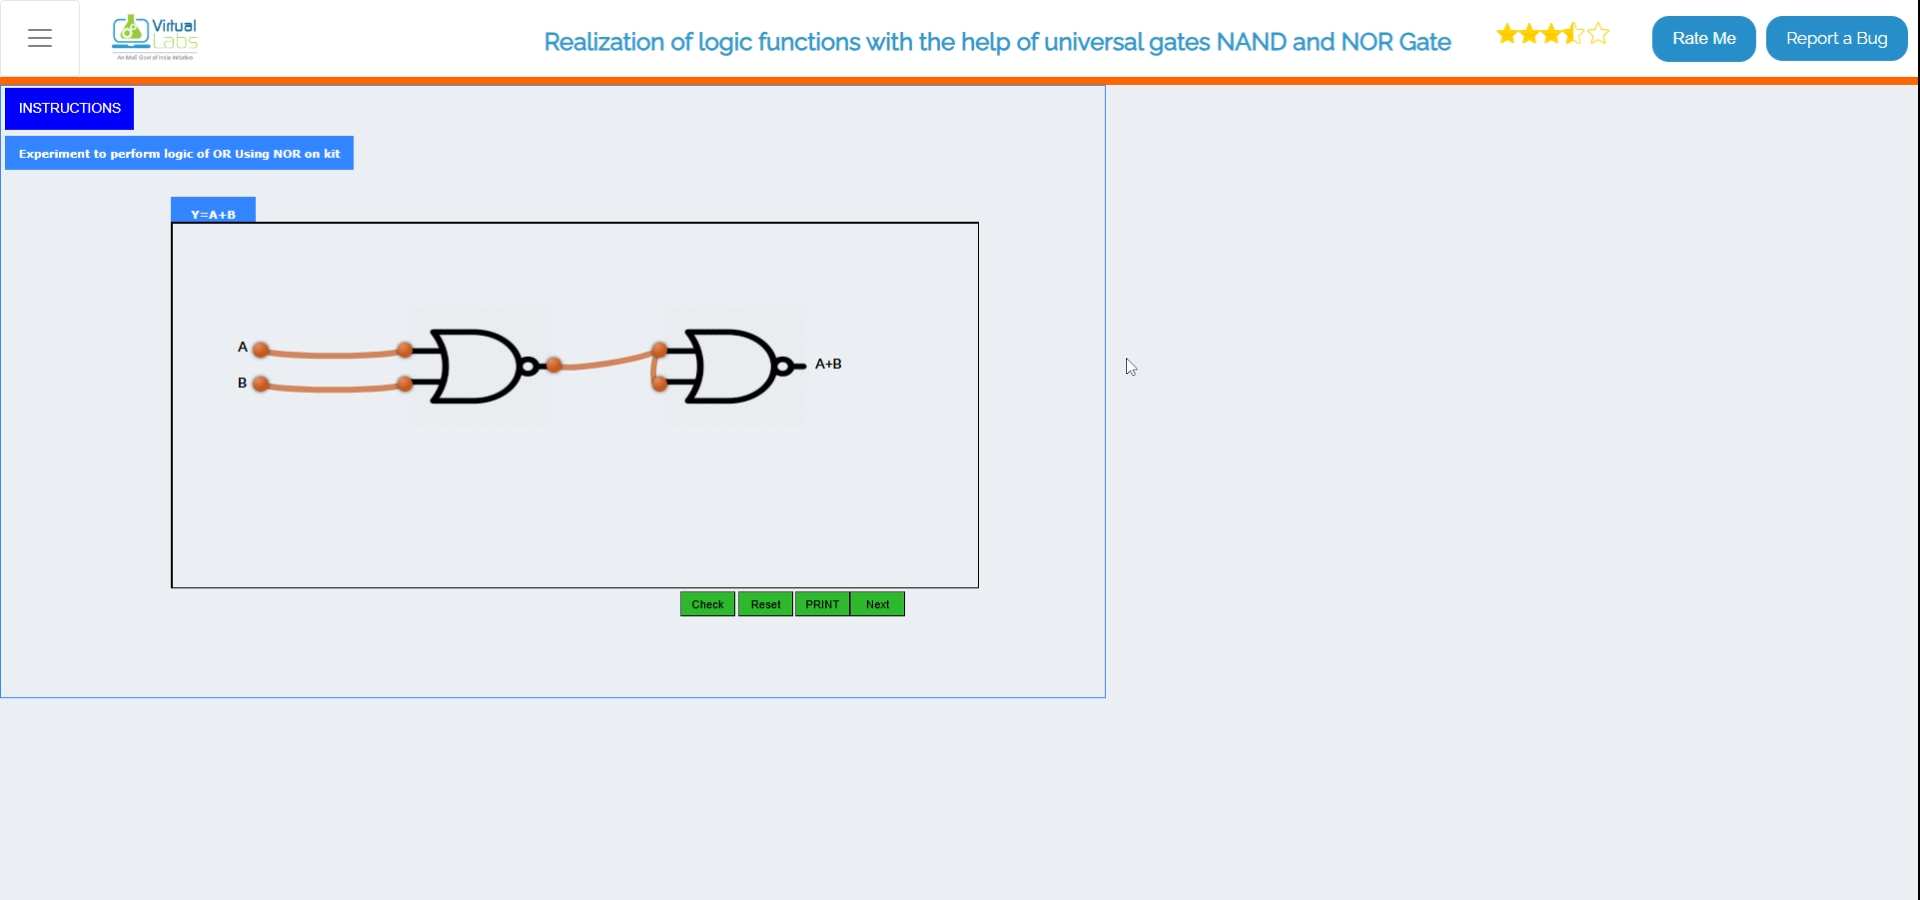 Virtual
Labs
An MoE Govt of India Initiative
Realization of logic functions with the help of universal gates NAND and NOR Gate
Rate Me
Report a Bug
INSTRUCTIONS
Experiment to perform logic of OR Using NOR on kit
Y=A+B
A
B
A+B
Check
Reset
PRINT
Next